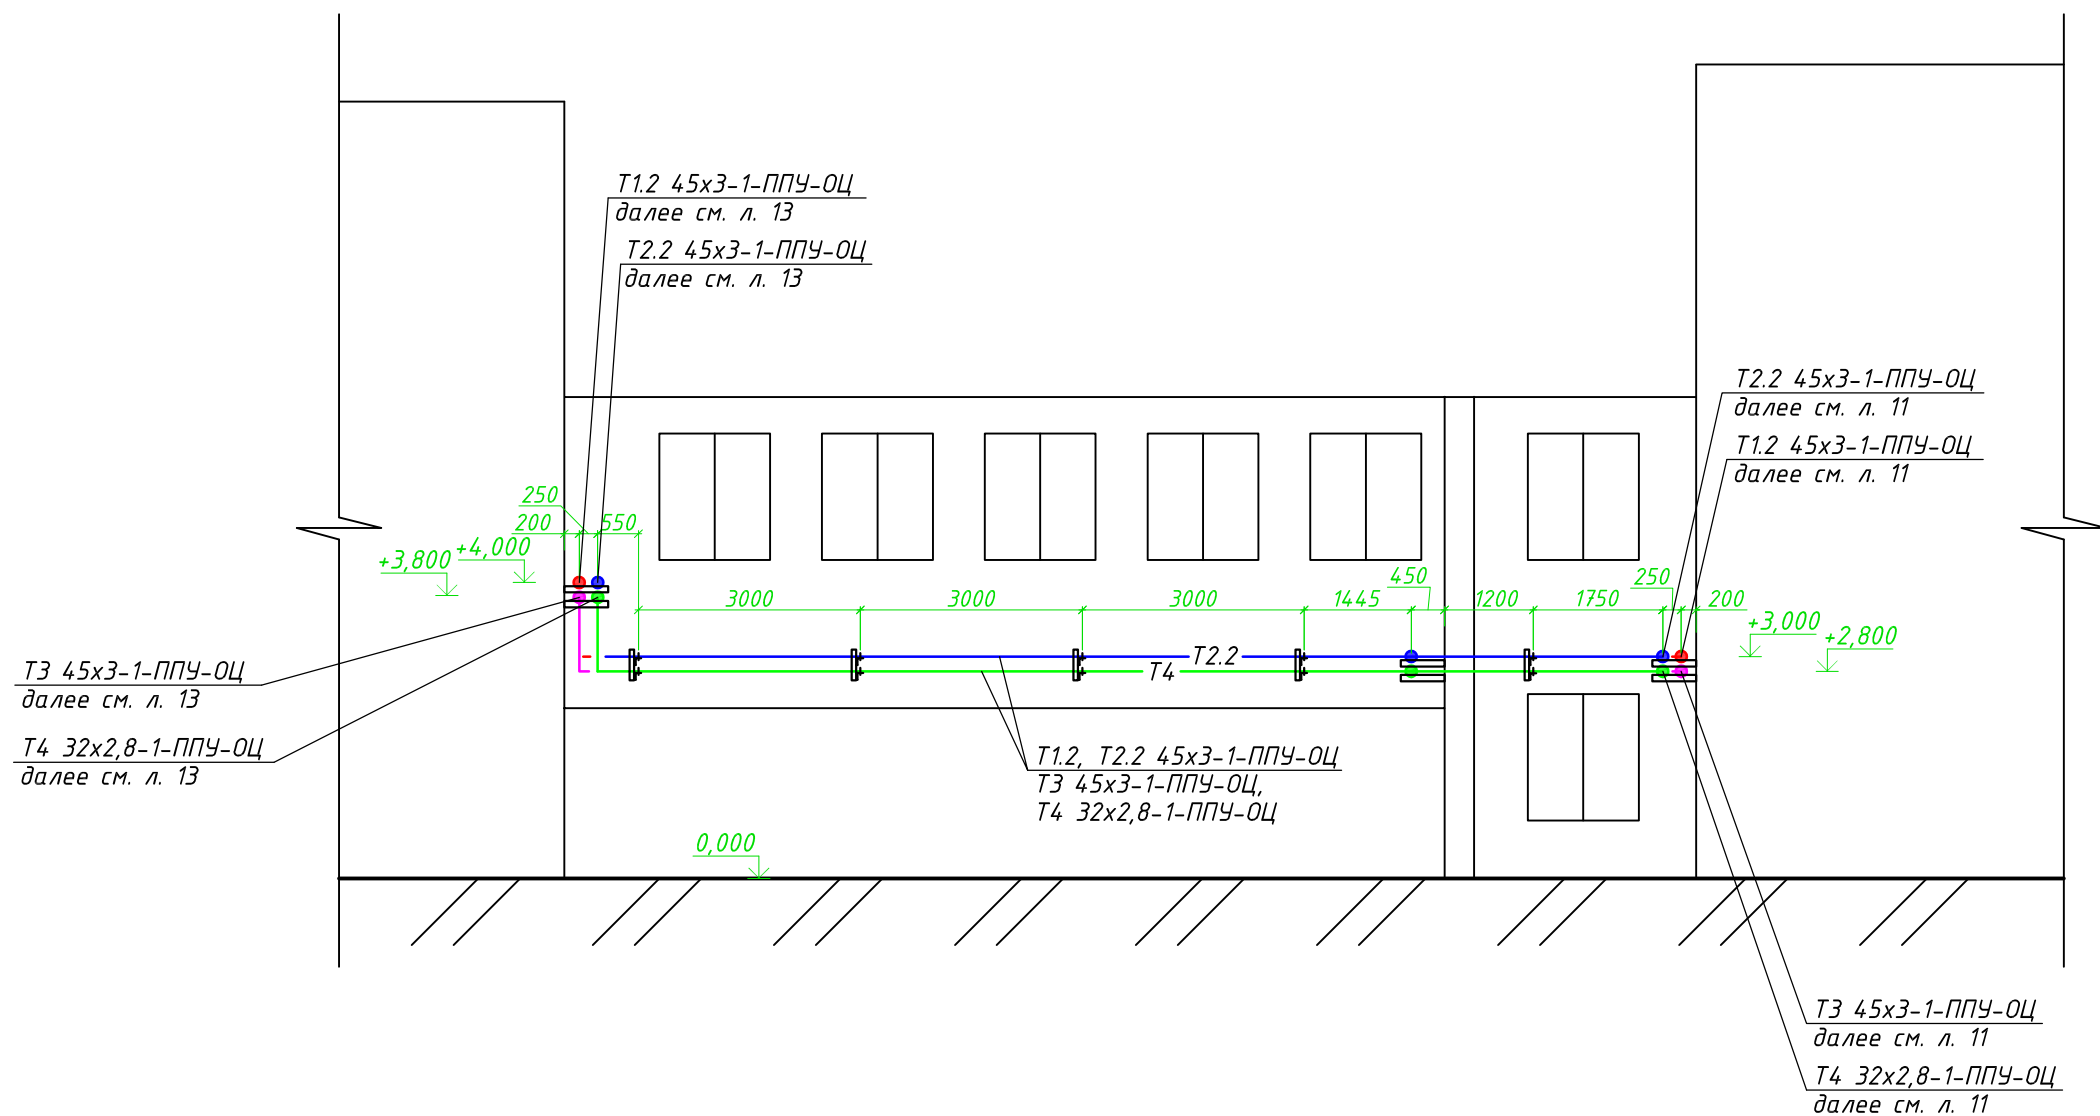 Т1.2 45х3-1-ППУ-ОЦ
далее см. л. 13
Т2.2 45х3-1-ППУ-ОЦ
далее см. л. 13
Т2.2 45х3-1-ППУ-ОЦ
далее см. л. 11
Т1.2 45х3-1-ППУ-ОЦ
далее см. л. 11
250
200
550
+3,800
+4,000
3000
3000
3000
1445
450
1200
1750
250
200
+3,000
+2,800
Т2.2
Т4
Т3 45х3-1-ППУ-ОЦ
далее см. л. 13
Т4 32х2,8-1-ППУ-ОЦ
далее см. л. 13
Т1.2, Т2.2 45х3-1-ППУ-ОЦ
Т3 45х3-1-ППУ-ОЦ,
Т4 32х2,8-1-ППУ-ОЦ
0,000
Т3 45х3-1-ППУ-ОЦ
далее см. л. 11
Т4 32х2,8-1-ППУ-ОЦ
далее см. л. 11